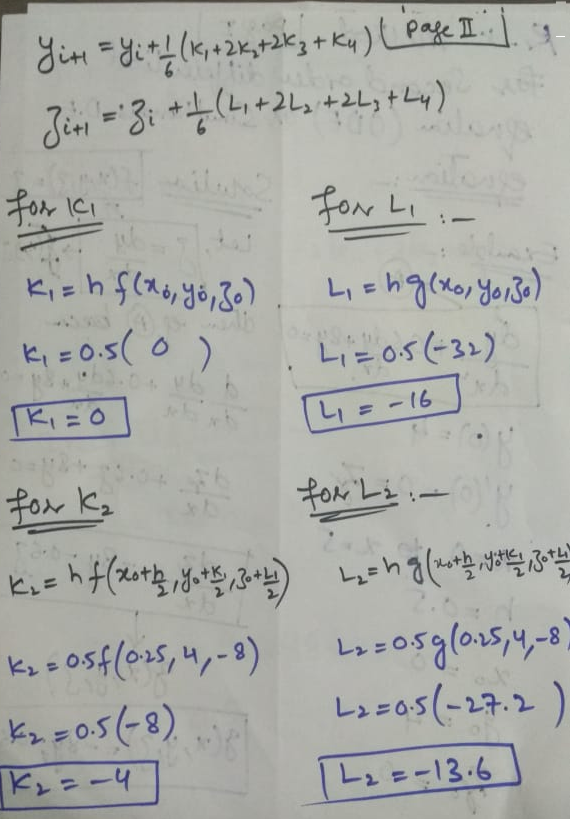 y_{i+1} = y_i + 1/6 (K_1 + 2K_2 + 2K_3 + K_4)
page II
z_{i+1} = z_i + 1/6 (L_1 + 2L_2 + 2L_3 + L_4)
for K_1
K_1 = h f(x_0, y_0, z_0)
K_1 = 0.5( 0 )
K_1 = 0
for L_1 :-
L_1 = h g(x_0, y_0, z_0)
L_1 = 0.5(-32)
L_1 = -16
for K_2
K_2 = h f(x_0 + h/2, y_0 + K_1/2, z_0 + L_1/2)
K_2 = 0.5 f(0.25, 4, -8)
K_2 = 0.5(-8)
K_2 = -4
for L_2 :-
L_2 = h g(x_0 + h/2, y_0 + K_1/2, z_0 + L_1/2
L_2 = 0.5 g(0.25, 4, -8)
L_2 = 0.5(-27.2 )
L_2 = -13.6